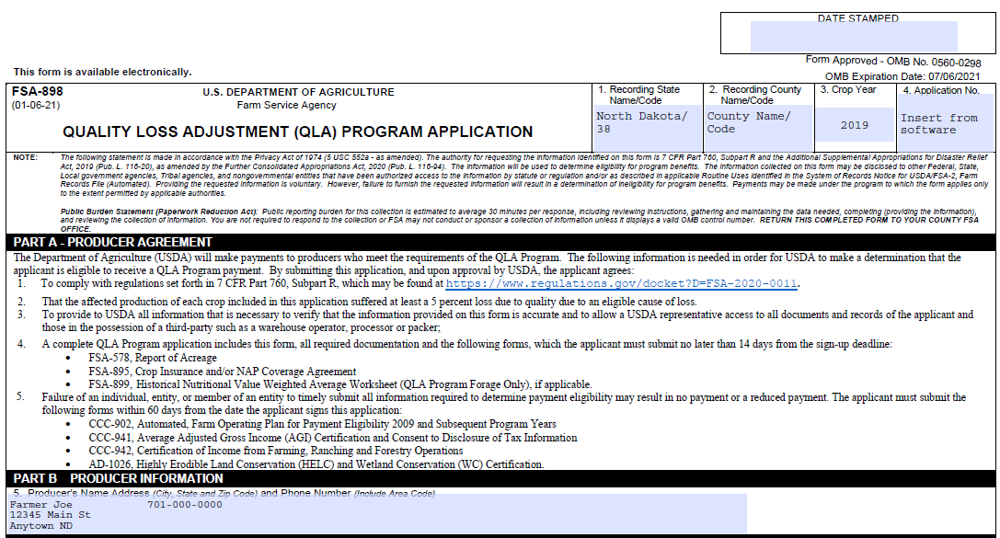 DATE STAMPED
Form Approved - OMB No. 0560-0298
This form is available electronically.
OMB Expiration Date: 07/06/2021
FSA-898
(01-06-21)
U.S. DEPARTMENT OF AGRICULTURE
Farm Service Agency
QUALITY LOSS ADJUSTMENT (QLA) PROGRAM APPLICATION
1. Recording State
Name/Code
North Dakota/
38
2. Recording County
Name/Code
County Name/
Code
3. Crop Year
2019
4. Application No.
Insert from
software
NOTE:
The following statement is made in accordance with the Privacy Act of 1974 (5 USC 552a - as amended). The authority for requesting the information identified on this form is 7 CFR Part 760, Subpart R and the Additional Supplemental Appropriations for Disaster Relief
Act, 2019 (Pub. L. 116-20), as amended by the Further Consolidated Appropriations Act, 2020 (Pub. L. 116-94). The information will be used to determine eligibility for program benefits. The information collected on this form may be disclosed to other Federal, State,
Local government agencies, Tribal agencies, and nongovernmental entities that have been authorized access to the information by statute or regulation and/or as described in applicable Routine Uses identified in the System of Records Notice for USDA/FSA-2, Farm
Records File (Automated). Providing the requested information is voluntary. However, failure to furnish the requested information will result in a determination of ineligibility for program benefits. Payments may be made under the program to which the form applies only
to the extent permitted by applicable authorities.
Public Burden Statement (Paperwork Reduction Act): Public reporting burden for this collection is estimated to average 30 minutes per response, including reviewing instructions, gathering and maintaining the data needed, completing (providing the information),
and reviewing the collection of information. You are not required to respond to the collection or FSA may not conduct or sponsor a collection of information unless it displays a valid OMB control number. RETURN THIS COMPLETED FORM TO YOUR COUNTY FSA
OFFICE.
PART A - PRODUCER AGREEMENT
The Department of Agriculture (USDA) will make payments to producers who meet the requirements of the QLA Program. The following information is needed in order for USDA to make a determination that the
applicant is eligible to receive a QLA Program payment. By submitting this application, and upon approval by USDA, the applicant agrees:
1. To comply with regulations set forth in 7 CFR Part 760, Subpart R, which may be found at https://www.regulations.gov/docket?D=FSA-2020-0011.
2. That the affected production of each crop included in this application suffered at least a 5 percent loss due to quality due to an eligible cause of loss.
3. To provide to USDA all information that is necessary to verify that the information provided on this form is accurate and to allow a USDA representative access to all documents and records of the applicant and
those in the possession of a third-party such as a warehouse operator, processor or packer;
4. A complete QLA Program application includes this form, all required documentation and the following forms, which the applicant must submit no later than 14 days from the sign-up deadline:
• FSA-578, Report of Acreage
• FSA-895, Crop Insurance and/or NAP Coverage Agreement
• FSA-899, Historical Nutritional Value Weighted Average Worksheet (QLA Program Forage Only), if applicable.
5. Failure of an individual, entity, or member of an entity to timely submit all information required to determine payment eligibility may result in no payment or a reduced payment. The applicant must submit the
following forms within 60 days from the date the applicant signs this application:
• CCC-902, Automated, Farm Operating Plan for Payment Eligibility 2009 and Subsequent Program Years
• CCC-941, Average Adjusted Gross Income (AGI) Certification and Consent to Disclosure of Tax Information
• CCC-942, Certification of Income from Farming, Ranching and Forestry Operations
• AD-1026, Highly Erodible Land Conservation (HELC) and Wetland Conservation (WC) Certification.
PART B PRODUCER INFORMATION
5. Producer's Name Address (City, State and Zip Code) and Phone Number (Include Area Code)
Farmer Joe 701-000-0000
12345 Main St
Anytown ND